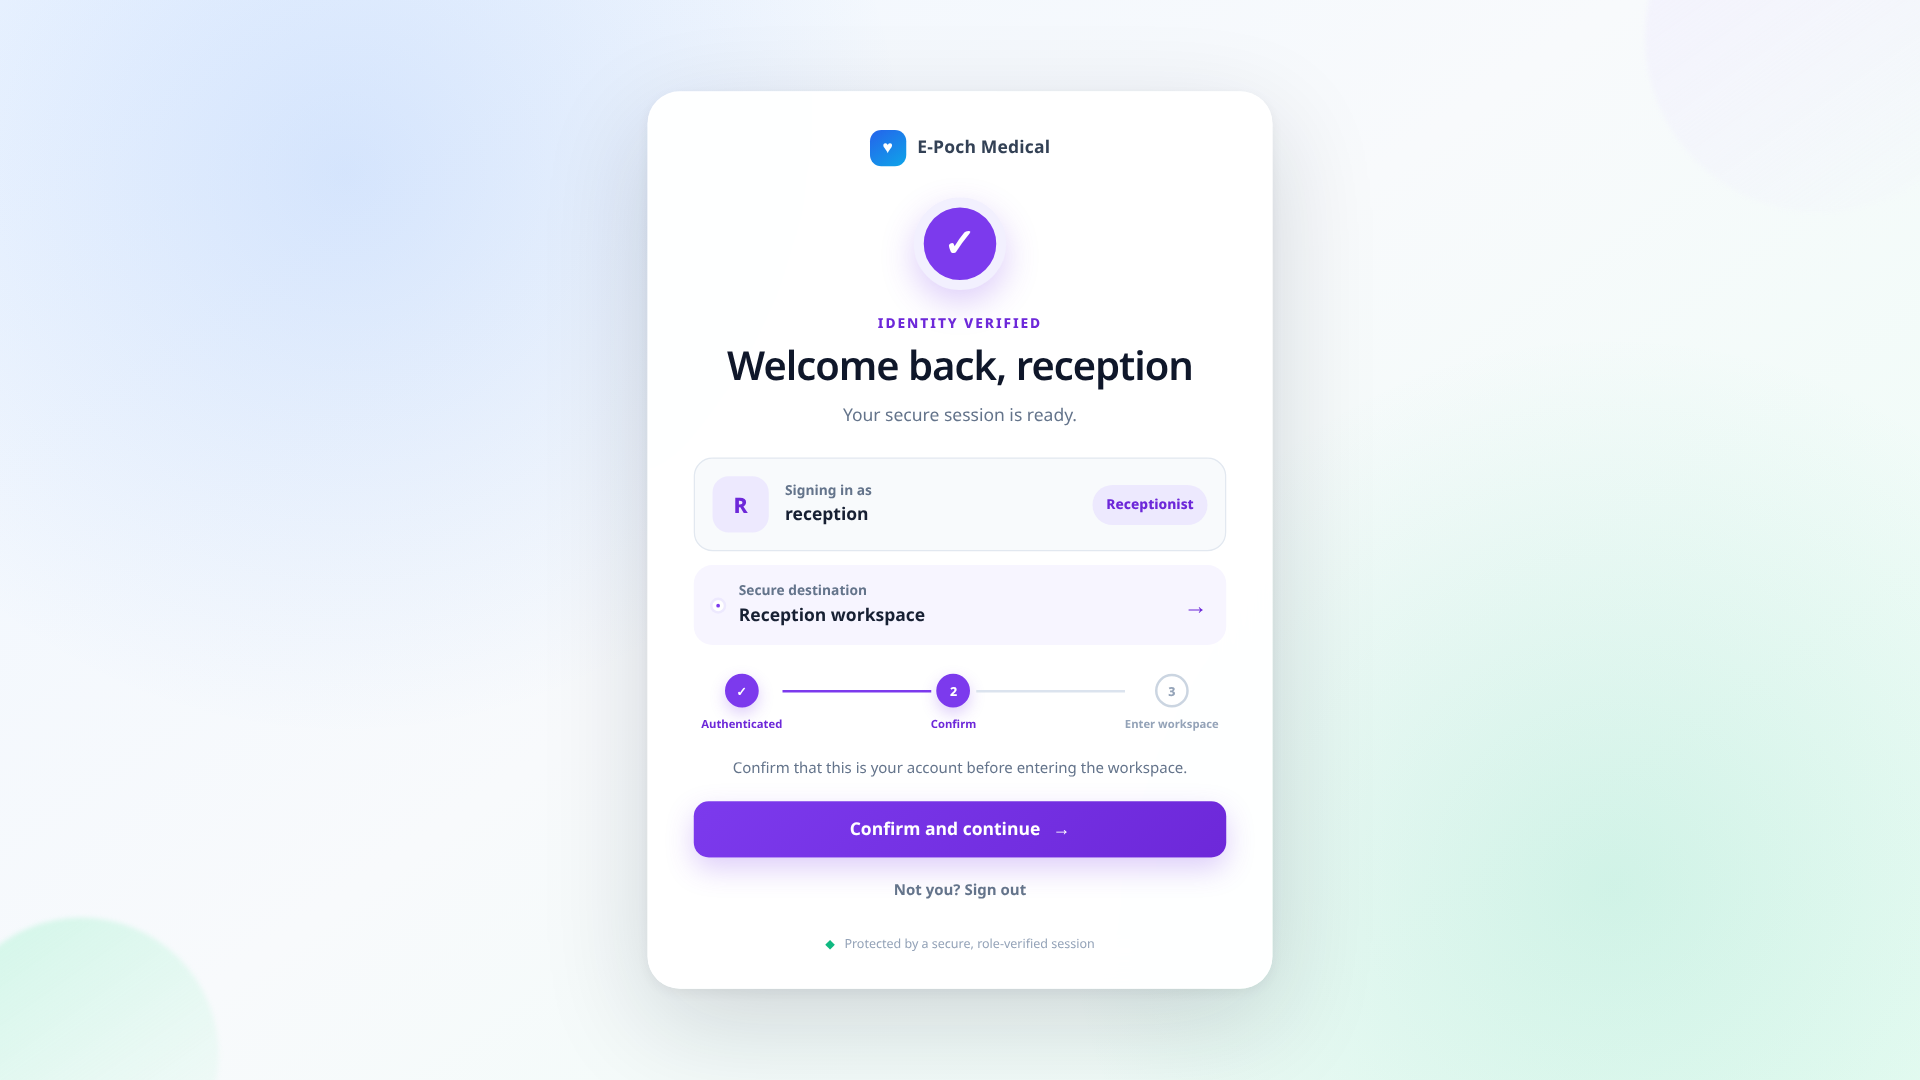 ♥ E-Poch Medical
✓
IDENTITY VERIFIED
Welcome back, reception
Your secure session is ready.
R
Signing in as
reception
Receptionist
Secure destination
Reception workspace →
✓ 2 3
Authenticated Confirm Enter workspace
Confirm that this is your account before entering the workspace.
Confirm and continue →
Not you? Sign out
◆ Protected by a secure, role-verified session